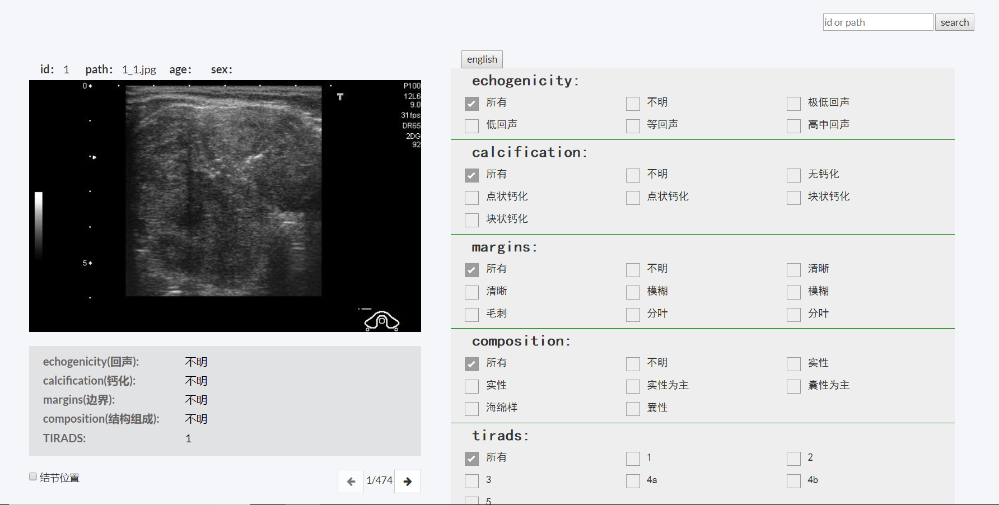 search
id: 1 path: 1_1.jpg age: sex:
0
P100
12L6
9.0
T
31fps
DR65
2DG
92
5
echogenicity(回声): 不明
calcification(钙化): 不明
margins(边界): 不明
composition(结构组成): 不明
TIRADS: 1
结节位置
1/474
id or path
english
echogenicity:
所有 不明 极低回声
低回声 等回声 高中回声
calcification:
所有 不明 无钙化
点状钙化 点状钙化 块状钙化
块状钙化
margins:
所有 不明 清晰
清晰 模糊 模糊
毛刺 分叶 分叶
composition:
所有 不明 实性
实性 实性为主 囊性为主
海绵样 囊性
tirads:
所有 1 2
3 4a 4b
5